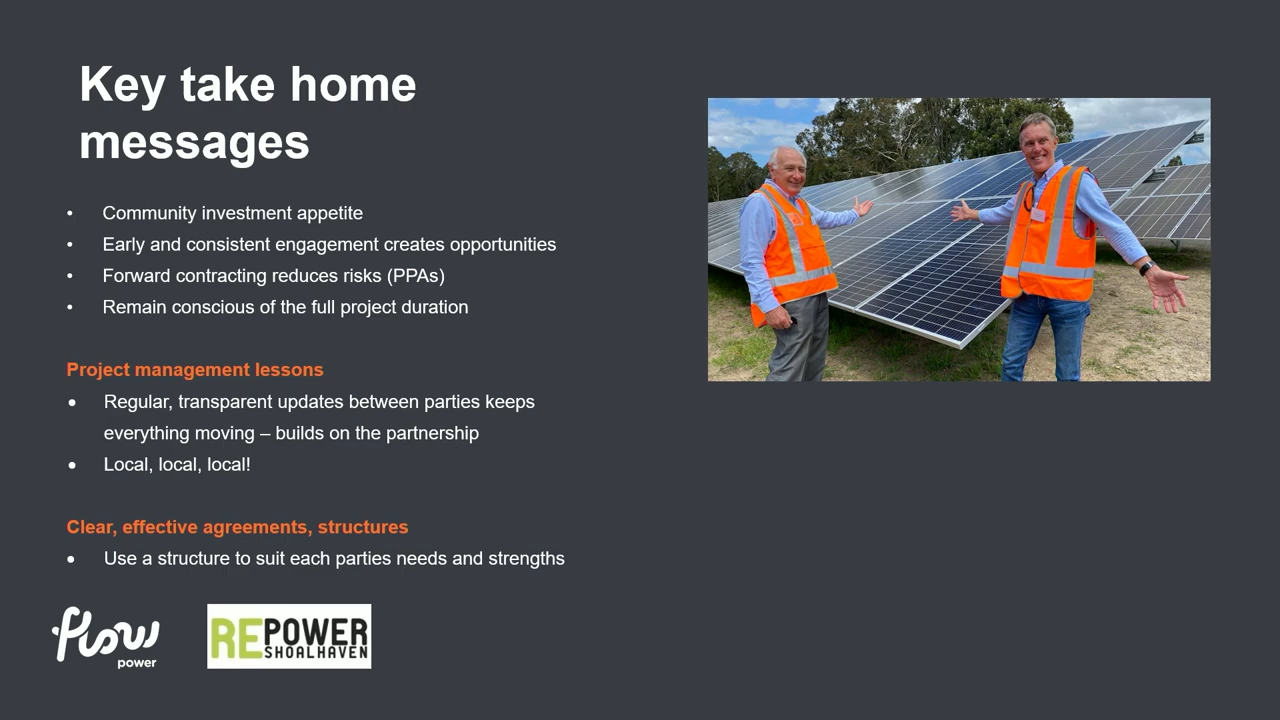 Key take home
messages
• Community investment appetite
• Early and consistent engagement creates opportunities
• Forward contracting reduces risks (PPAs)
• Remain conscious of the full project duration
Project management lessons
• Regular, transparent updates between parties keeps
everything moving – builds on the partnership
• Local, local, local!
Clear, effective agreements, structures
• Use a structure to suit each parties needs and strengths
flow
power
REPOWER
SHOALHAVEN